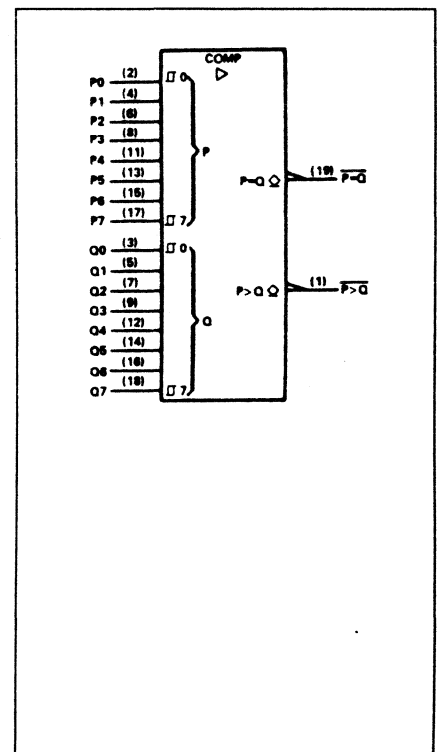 COMP
P0 (2) 0
P1 (4)
P2 (6)
P3 (8)
P4 (11) P
P5 (13) P=Q (19) P=Q
P6 (15)
P7 (17) 7
Q0 (3) 0
Q1 (5)
Q2 (7) P>Q (1) P>Q
Q3 (9)
Q4 (12) Q
Q5 (14)
Q6 (16)
Q7 (18) 7